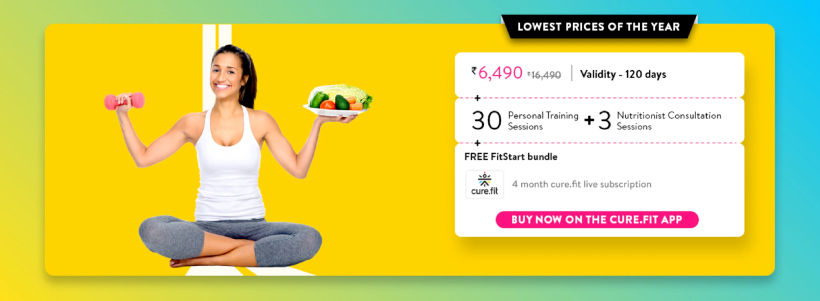 LOWEST PRICES OF THE YEAR
₹6,490 ₹16,490 Validity - 120 days
+
30 Personal Training Sessions + 3 Nutritionist Consultation Sessions
+
FREE FitStart bundle
cure.fit
4 month cure.fit live subscription
BUY NOW ON THE CURE.FIT APP